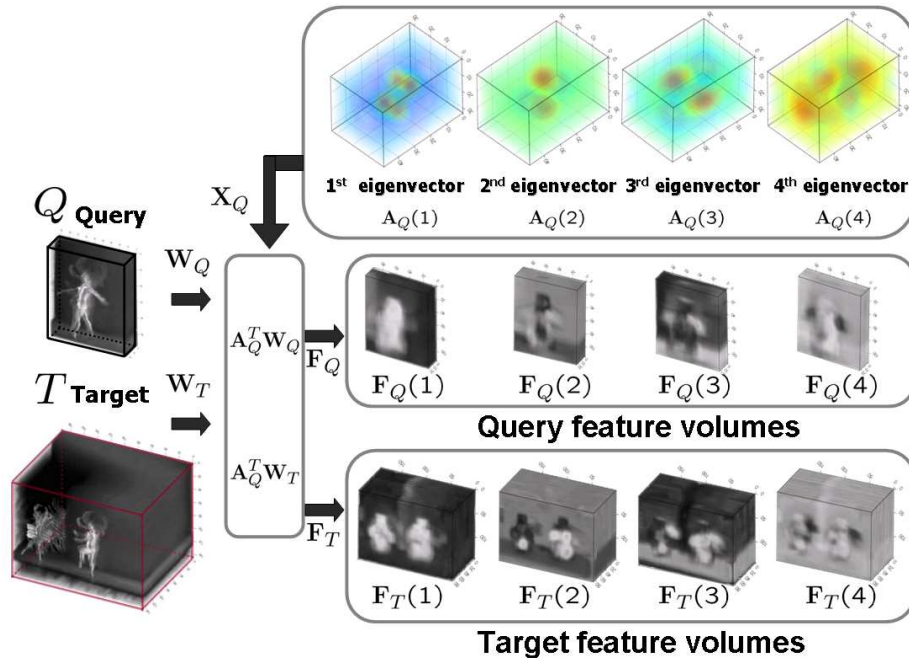 1st eigenvector 2nd eigenvector 3rd eigenvector 4th eigenvector
A_Q(1) A_Q(2) A_Q(3) A_Q(4)
X_Q
Q Query
W_Q
A_Q^T W_Q
F_Q
F_Q(1) F_Q(2) F_Q(3) F_Q(4)
Query feature volumes
T Target
W_T
A_Q^T W_T
F_T
F_T(1) F_T(2) F_T(3) F_T(4)
Target feature volumes